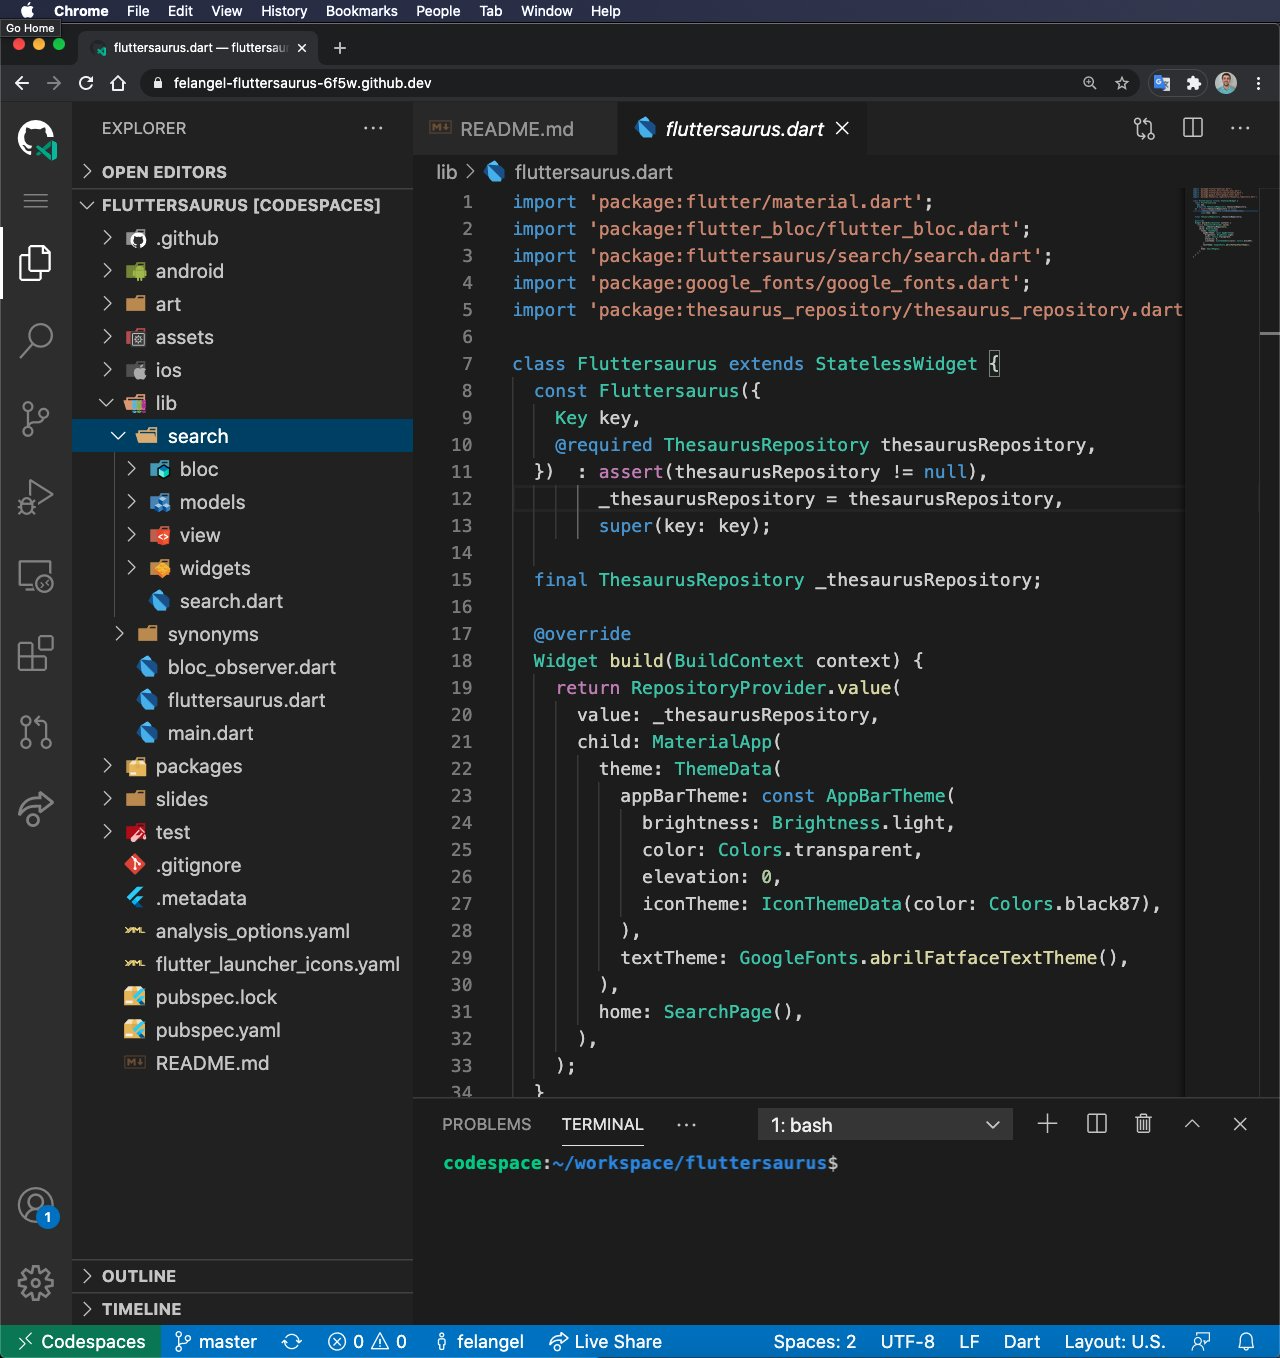 Chrome File Edit View History Bookmarks People Tab Window Help
Go Home
fluttersaurus.dart — fluttersau
felangel-fluttersaurus-6f5w.github.dev
EXPLORER
OPEN EDITORS
FLUTTERSAURUS [CODESPACES]
.github
android
art
assets
ios
lib
search
bloc
models
view
widgets
search.dart
synonyms
bloc_observer.dart
fluttersaurus.dart
main.dart
packages
slides
test
.gitignore
.metadata
analysis_options.yaml
flutter_launcher_icons.yaml
pubspec.lock
pubspec.yaml
README.md
OUTLINE
TIMELINE
README.md fluttersaurus.dart
lib > fluttersaurus.dart
1 import 'package:flutter/material.dart';
2 import 'package:flutter_bloc/flutter_bloc.dart';
3 import 'package:fluttersaurus/search/search.dart';
4 import 'package:google_fonts/google_fonts.dart';
5 import 'package:thesaurus_repository/thesaurus_repository.dart
6
7 class Fluttersaurus extends StatelessWidget {
8 const Fluttersaurus({
9 Key key,
10 @required ThesaurusRepository thesaurusRepository,
11 }) : assert(thesaurusRepository != null),
12 _thesaurusRepository = thesaurusRepository,
13 super(key: key);
14
15 final ThesaurusRepository _thesaurusRepository;
16
17 @override
18 Widget build(BuildContext context) {
19 return RepositoryProvider.value(
20 value: _thesaurusRepository,
21 child: MaterialApp(
22 theme: ThemeData(
23 appBarTheme: const AppBarTheme(
24 brightness: Brightness.light,
25 color: Colors.transparent,
26 elevation: 0,
27 iconTheme: IconThemeData(color: Colors.black87),
28 ),
29 textTheme: GoogleFonts.abrilFatfaceTextTheme(),
30 ),
31 home: SearchPage(),
32 ),
33 );
34 }
PROBLEMS TERMINAL ··· 1: bash
codespace:~/workspace/fluttersaurus$
1
Codespaces master 0 0 felangel Live Share Spaces: 2 UTF-8 LF Dart Layout: U.S.